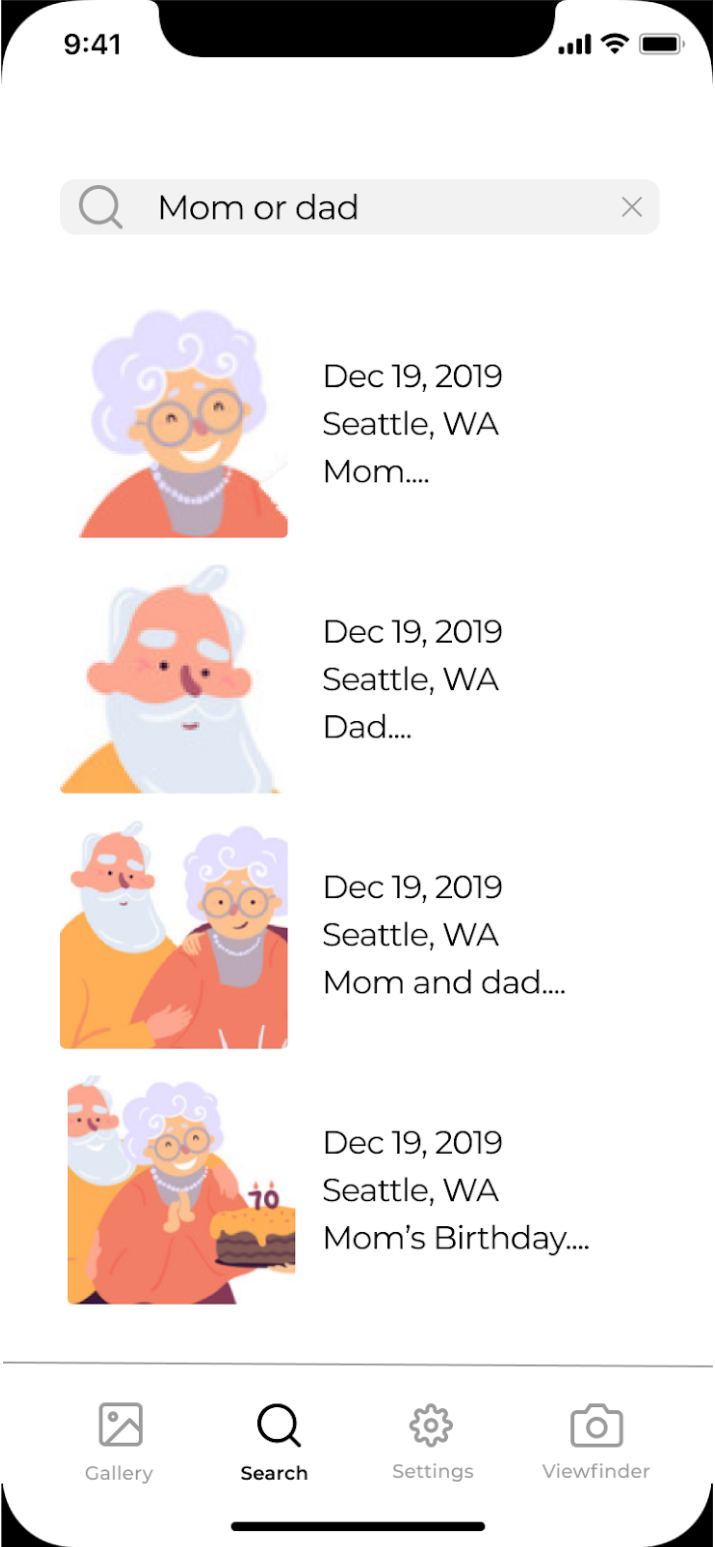 9:41
Mom or dad
Dec 19, 2019
Seattle, WA
Mom....
Dec 19, 2019
Seattle, WA
Dad....
Dec 19, 2019
Seattle, WA
Mom and dad....
70
Dec 19, 2019
Seattle, WA
Mom’s Birthday....
Gallery
Search
Settings
Viewfinder